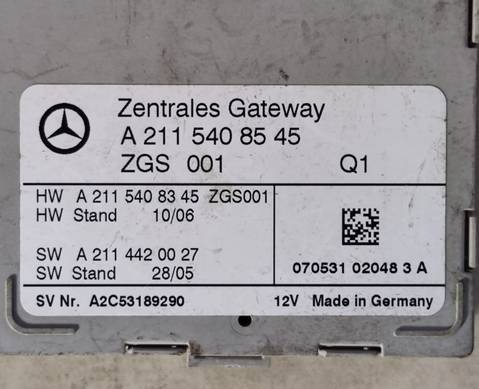 Zentrales Gateway
A 211 540 85 45
ZGS 001 Q1
HW A 211 540 83 45 ZGS001
HW Stand 10/06
SW A 211 442 00 27
SW Stand 28/05
070531 02048 3 A
SV Nr. A2C53189290 12V Made in Germany